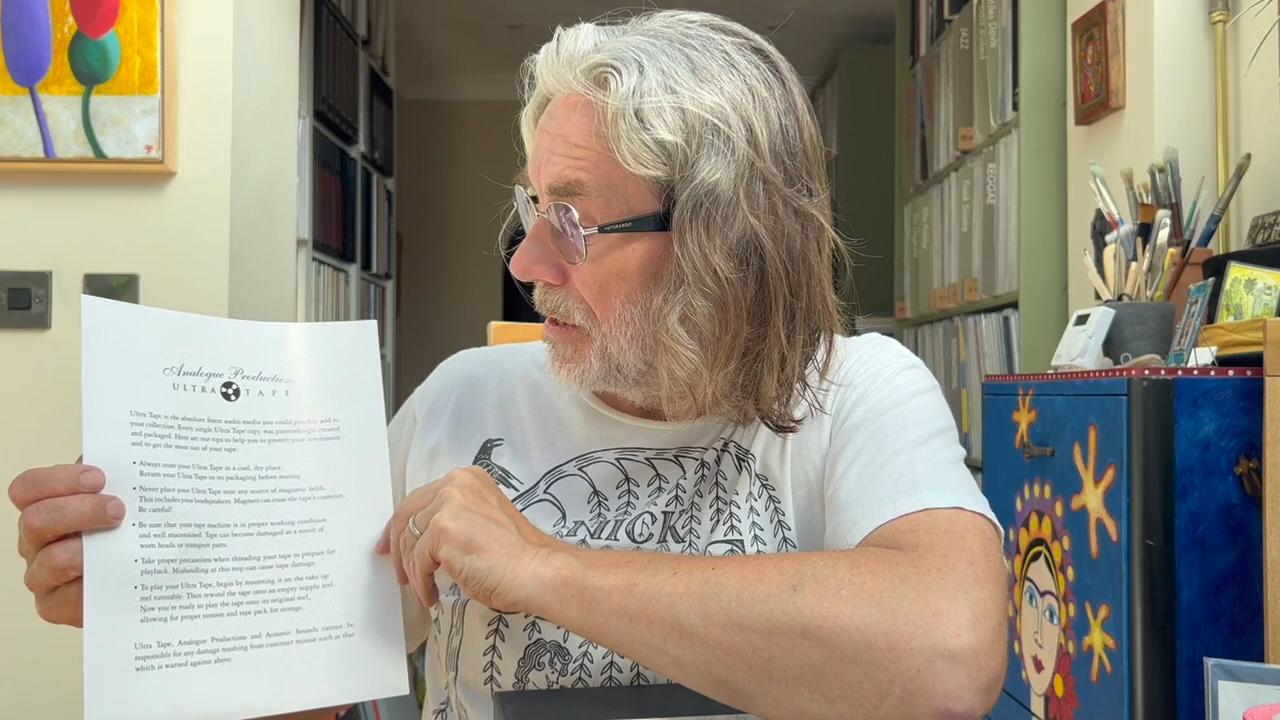 Analogue Production
ULTRA TAPE
Ultra Tape is the absolute finest audio media you could possibly add to
your collection. Every single Ultra Tape copy was painstakingly created
and packaged. Here are our tips to help you to protect your investment
and to get the most out of your tape:
• Always store your Ultra Tape in a cool, dry place.
Return your Ultra Tape to its packaging before storing.
• Never place your Ultra Tape near any source of magnetic fields.
This includes your loudspeakers. Magnets can erase the tape's contents.
Be careful!
• Be sure that your tape machine is in proper working condition
and well maintained. Tape can become damaged as a result of
worn heads or transport parts.
• Take proper precautions when threading your tape to prepare for
playback. Mishandling at this step can cause tape damage.
• To play your Ultra Tape, begin by mounting it on the take up
reel turntable. Then rewind the tape onto an empty supply reel.
Now you're ready to play the tape onto its original reel,
allowing for proper tension and tape pack for storage.
Ultra Tape, Analogue Productions and Acoustic Sounds cannot be
responsible for any damage resulting from customer misuse such as that
which is warned against above.
VIKTOR&ROLF
NICK
JAZZ
Miles Davis
REGGAE
Frank Sinatra